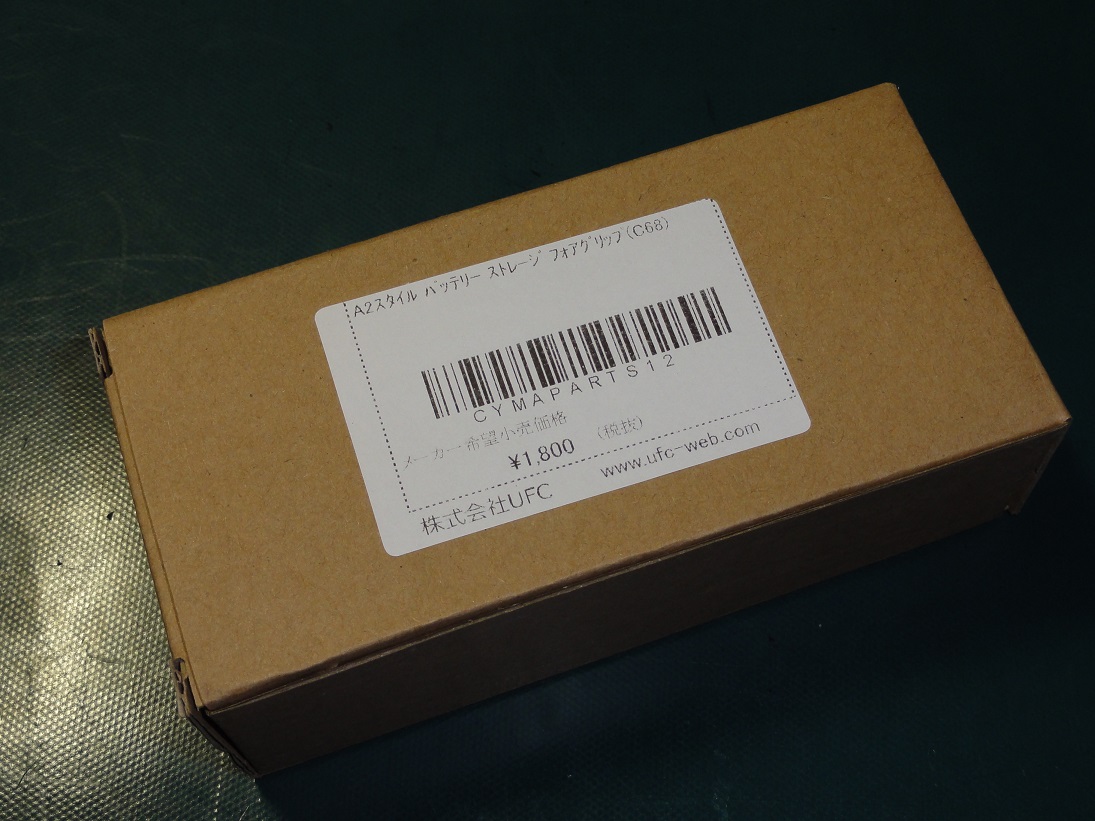 A2スタイル バッテリー ストレージ フォアグリップ(C68)
CYMAPARTS12
メーカー希望小売価格
¥1,800 (税抜)
株式会社UFC www.ufc-web.com